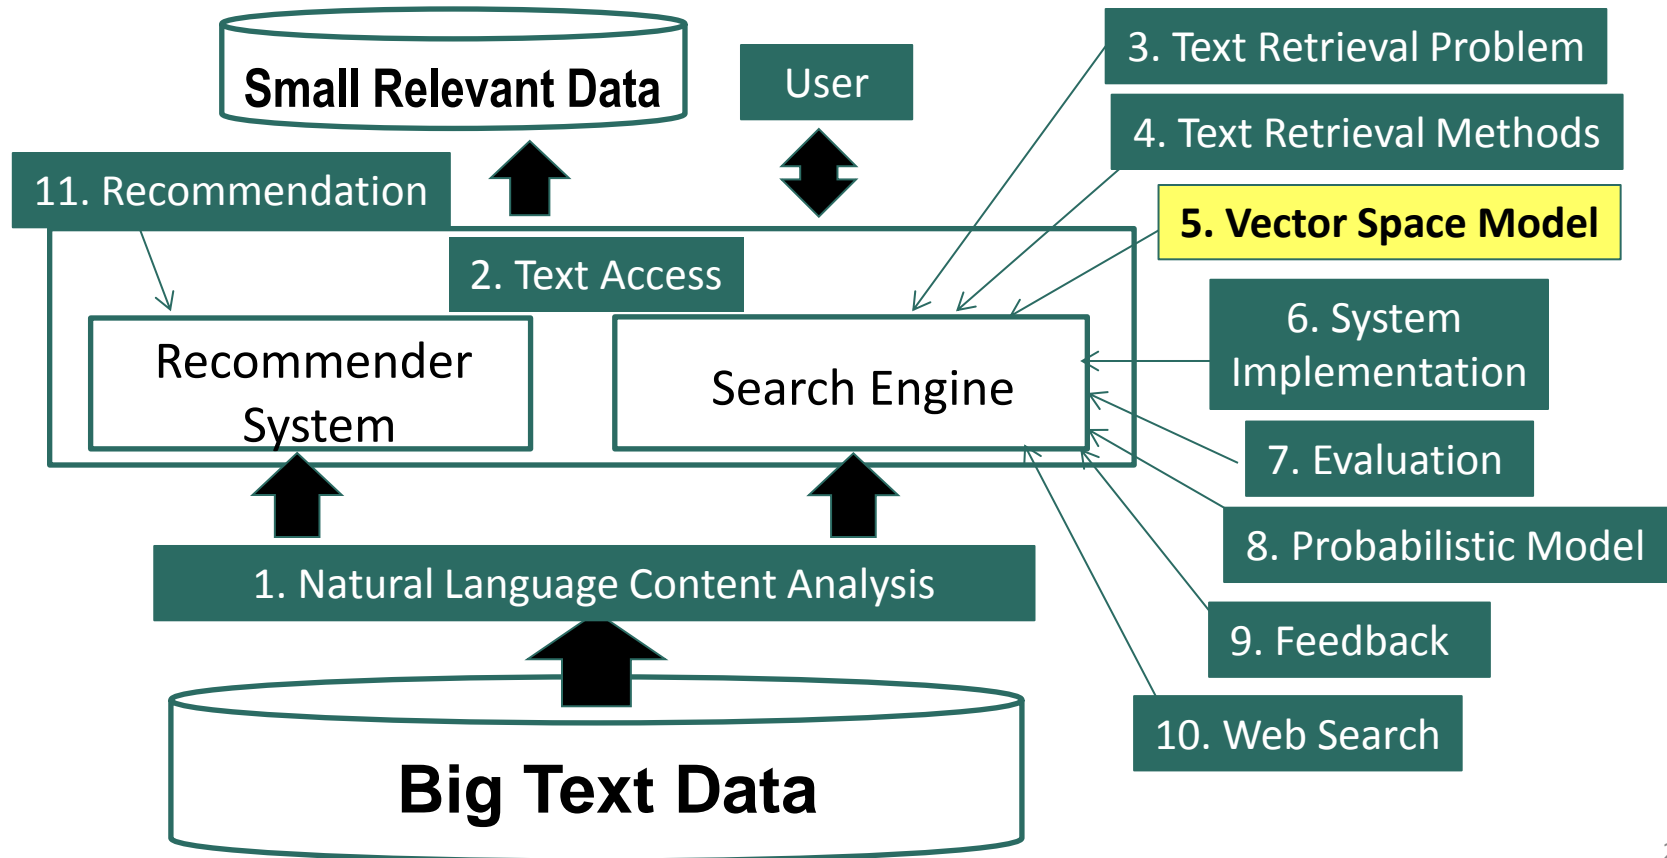 Small Relevant Data
User
3. Text Retrieval Problem
4. Text Retrieval Methods
11. Recommendation
5. Vector Space Model
2. Text Access
6. System
Implementation
Recommender
System
Search Engine
7. Evaluation
8. Probabilistic Model
1. Natural Language Content Analysis
9. Feedback
10. Web Search
Big Text Data